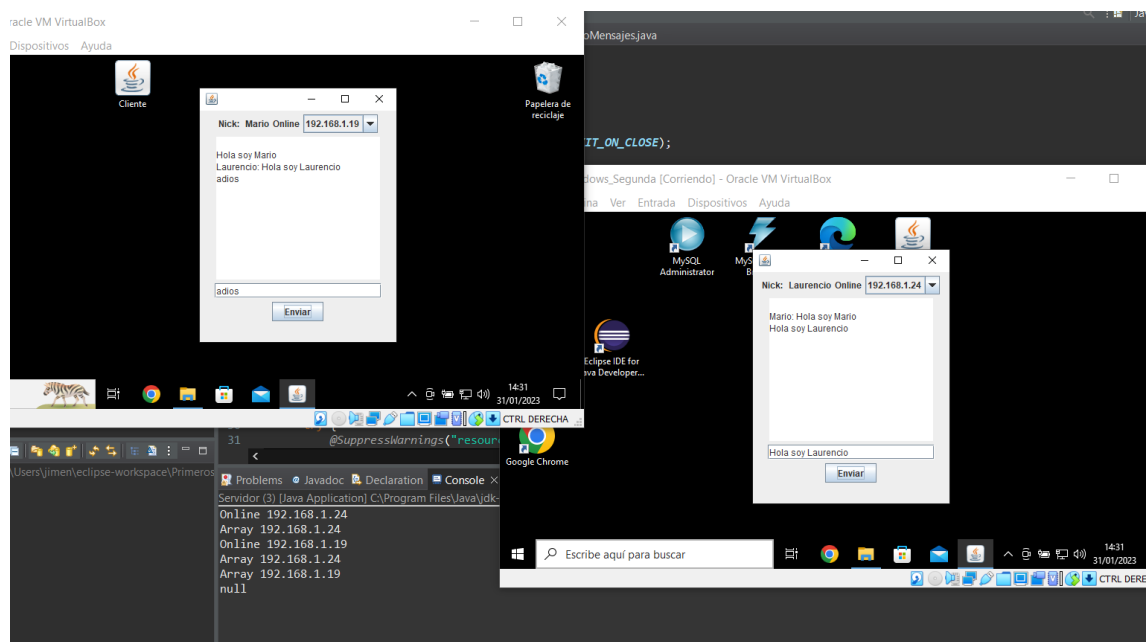 racle VM VirtualBox
Dispositivos Ayuda
Cliente
Papelera de
reciclaje
Nick: Mario Online 192.168.1.19
Hola soy Mario
Laurencio: Hola soy Laurencio
adios
adios
Enviar
14:31
31/01/2023
CTRL DERECHA
oMensajes.java
IT_ON_CLOSE);
dows_Segunda [Corriendo] - Oracle VM VirtualBox
ina Ver Entrada Dispositivos Ayuda
MySQL
Administrator
MyS
B
Nick: Laurencio Online 192.168.1.24
Mario: Hola soy Mario
Hola soy Laurencio
Hola soy Laurencio
Enviar
Eclipse IDE for
va Developer...
Google Chrome
Escribe aquí para buscar
14:31
31/01/2023
CTRL DERE
31 @SuppressWarnings("resour
\Users\jimen\eclipse-workspace\Primeros
Problems Javadoc Declaration Console
Servidor (3) [Java Application] C:\Program Files\Java\jdk-
Online 192.168.1.24
Array 192.168.1.24
Online 192.168.1.19
Array 192.168.1.24
Array 192.168.1.19
null